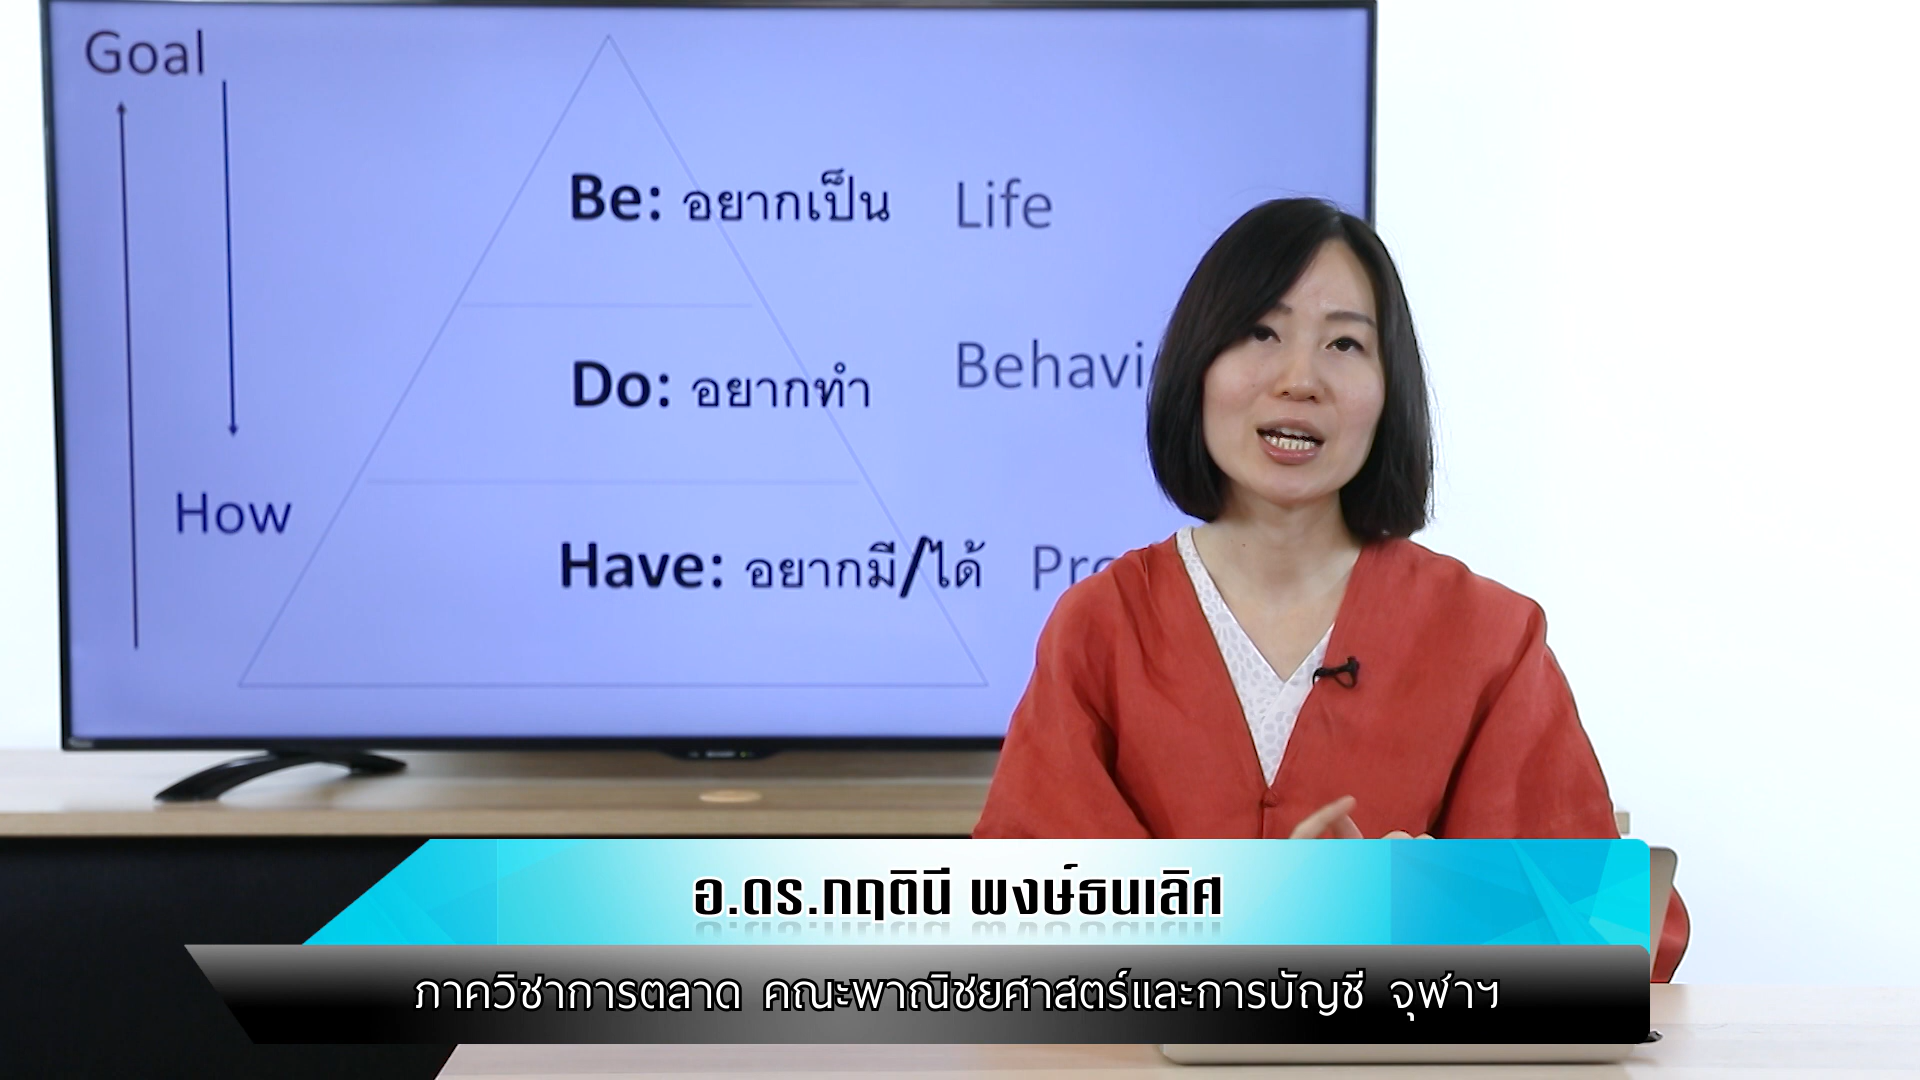 Goal
Be: อยากเป็น Life
Do: อยากทำ
How
Have: อยากมี/ได้
อ.ดร.กฤตินี พงษ์ธนเลิศ
ภาควิชาการตลาด คณะพาณิชยศาสตร์และการบัญชี จุฬาฯ